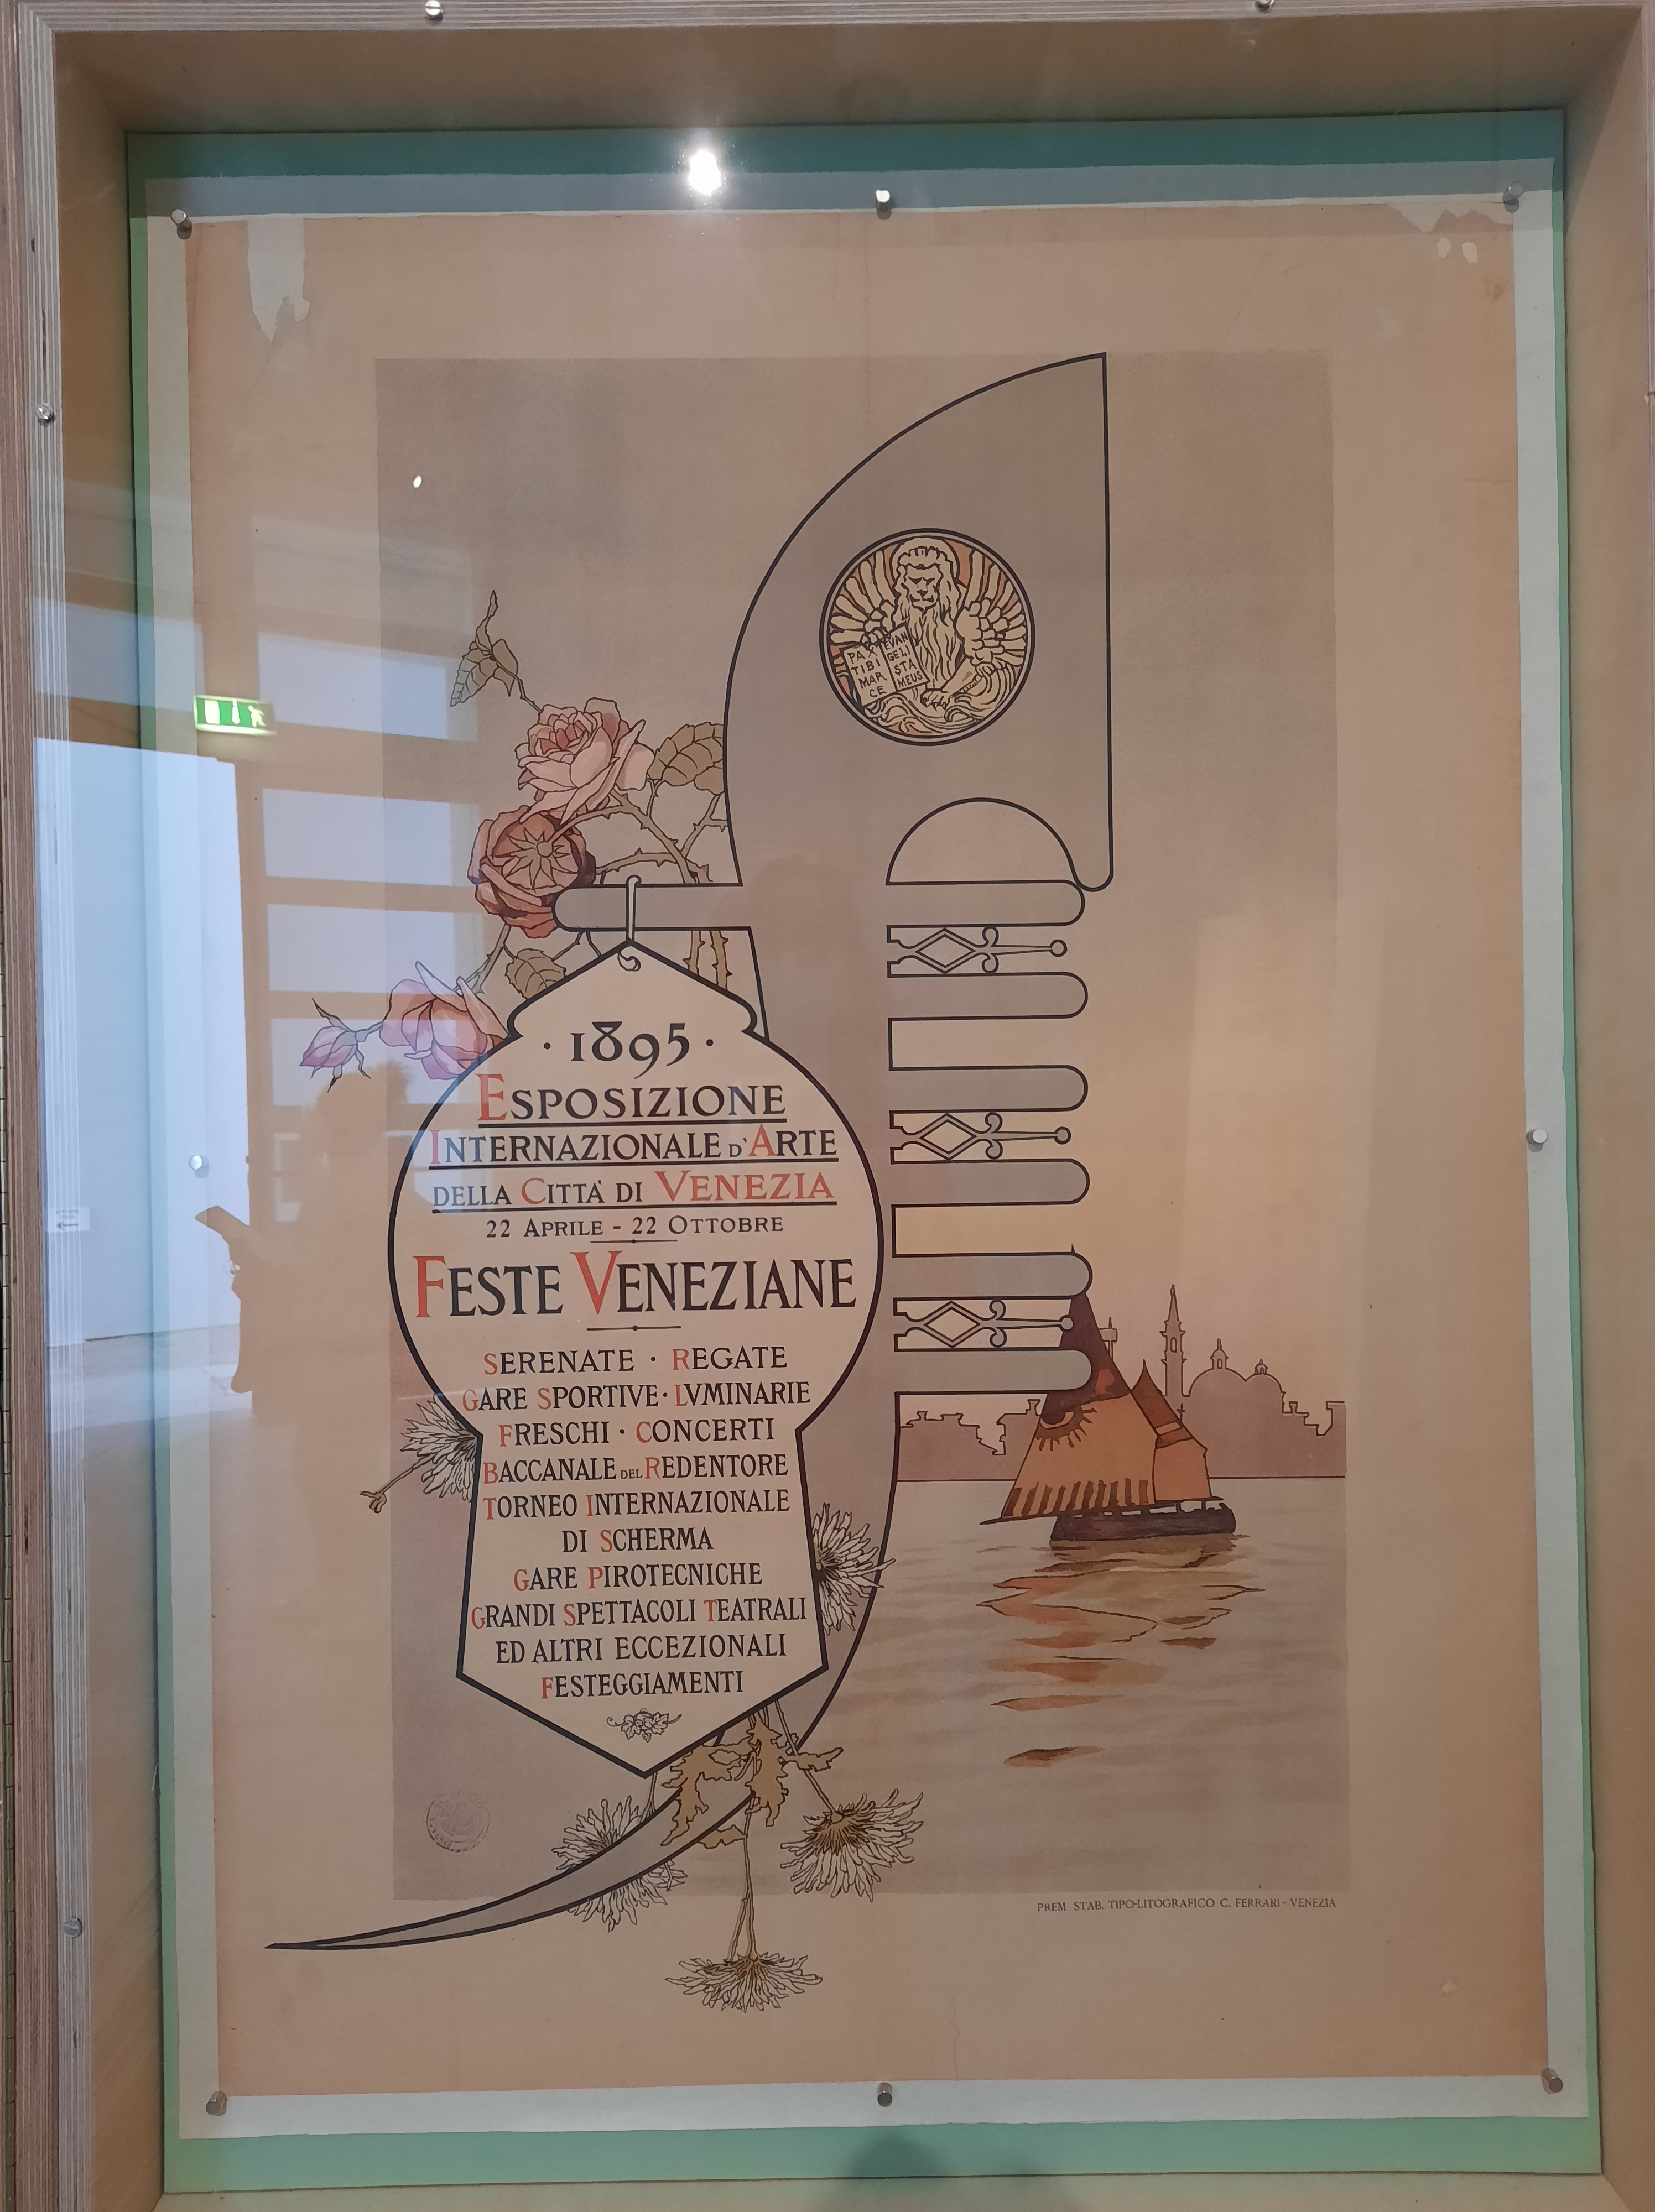 PAX
TIBI
MAR
CE
EVAN
GELI
STA
MEUS
· 1895 ·
ESPOSIZIONE
INTERNAZIONALE D'ARTE
DELLA CITTA' DI VENEZIA
22 APRILE - 22 OTTOBRE
FESTE VENEZIANE
SERENATE · REGATE
GARE SPORTIVE · LVMINARIE
FRESCHI · CONCERTI
BACCANALE DEL REDENTORE
TORNEO INTERNAZIONALE
DI SCHERMA
GARE PIROTECNICHE
GRANDI SPETTACOLI TEATRALI
ED ALTRI ECCEZIONALI
FESTEGGIAMENTI
PREM STAB. TIPO-LITOGRAFICO C. FERRARI - VENEZIA